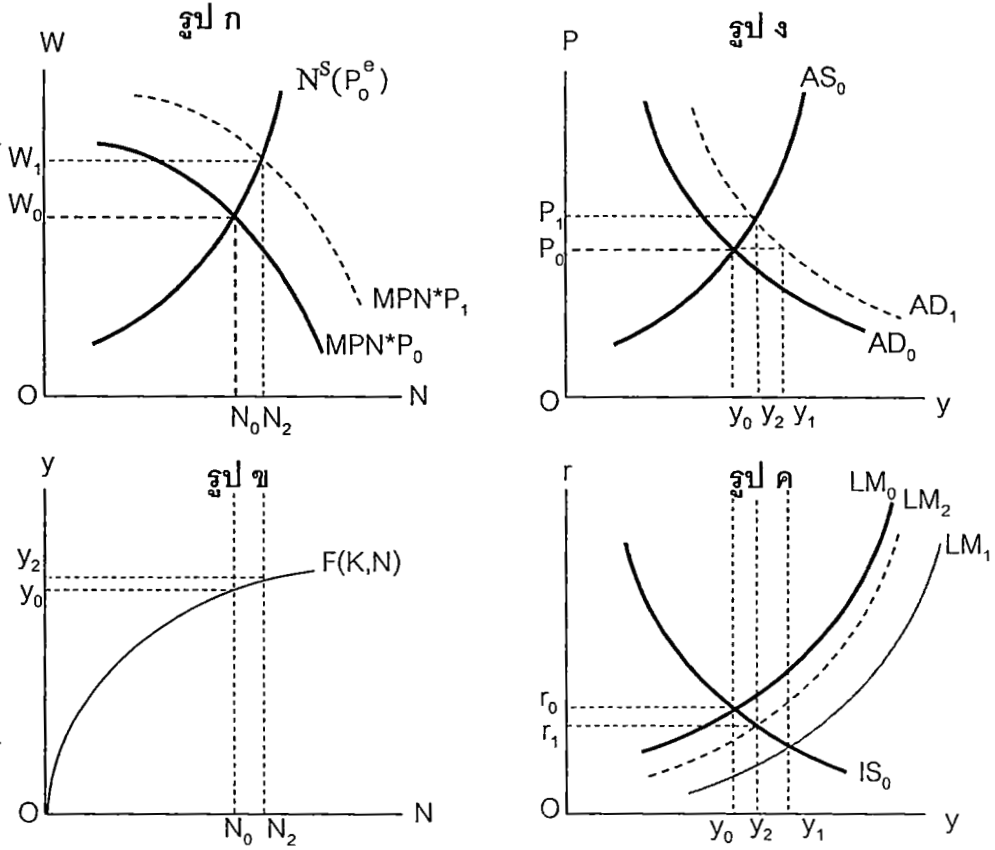 รูป ก
W
N^S(P_0^e)
W_1
W_0
MPN*P_1
MPN*P_0
O
N_0 N_2
N
รูป ง
P
AS_0
P_1
P_0
AD_1
AD_0
O
y_0 y_2 y_1
y
รูป ข
y
y_2
y_0
F(K,N)
O
N_0 N_2
N
รูป ค
r
LM_0 LM_2
LM_1
r_0
r_1
IS_0
O
y_0 y_2 y_1
y